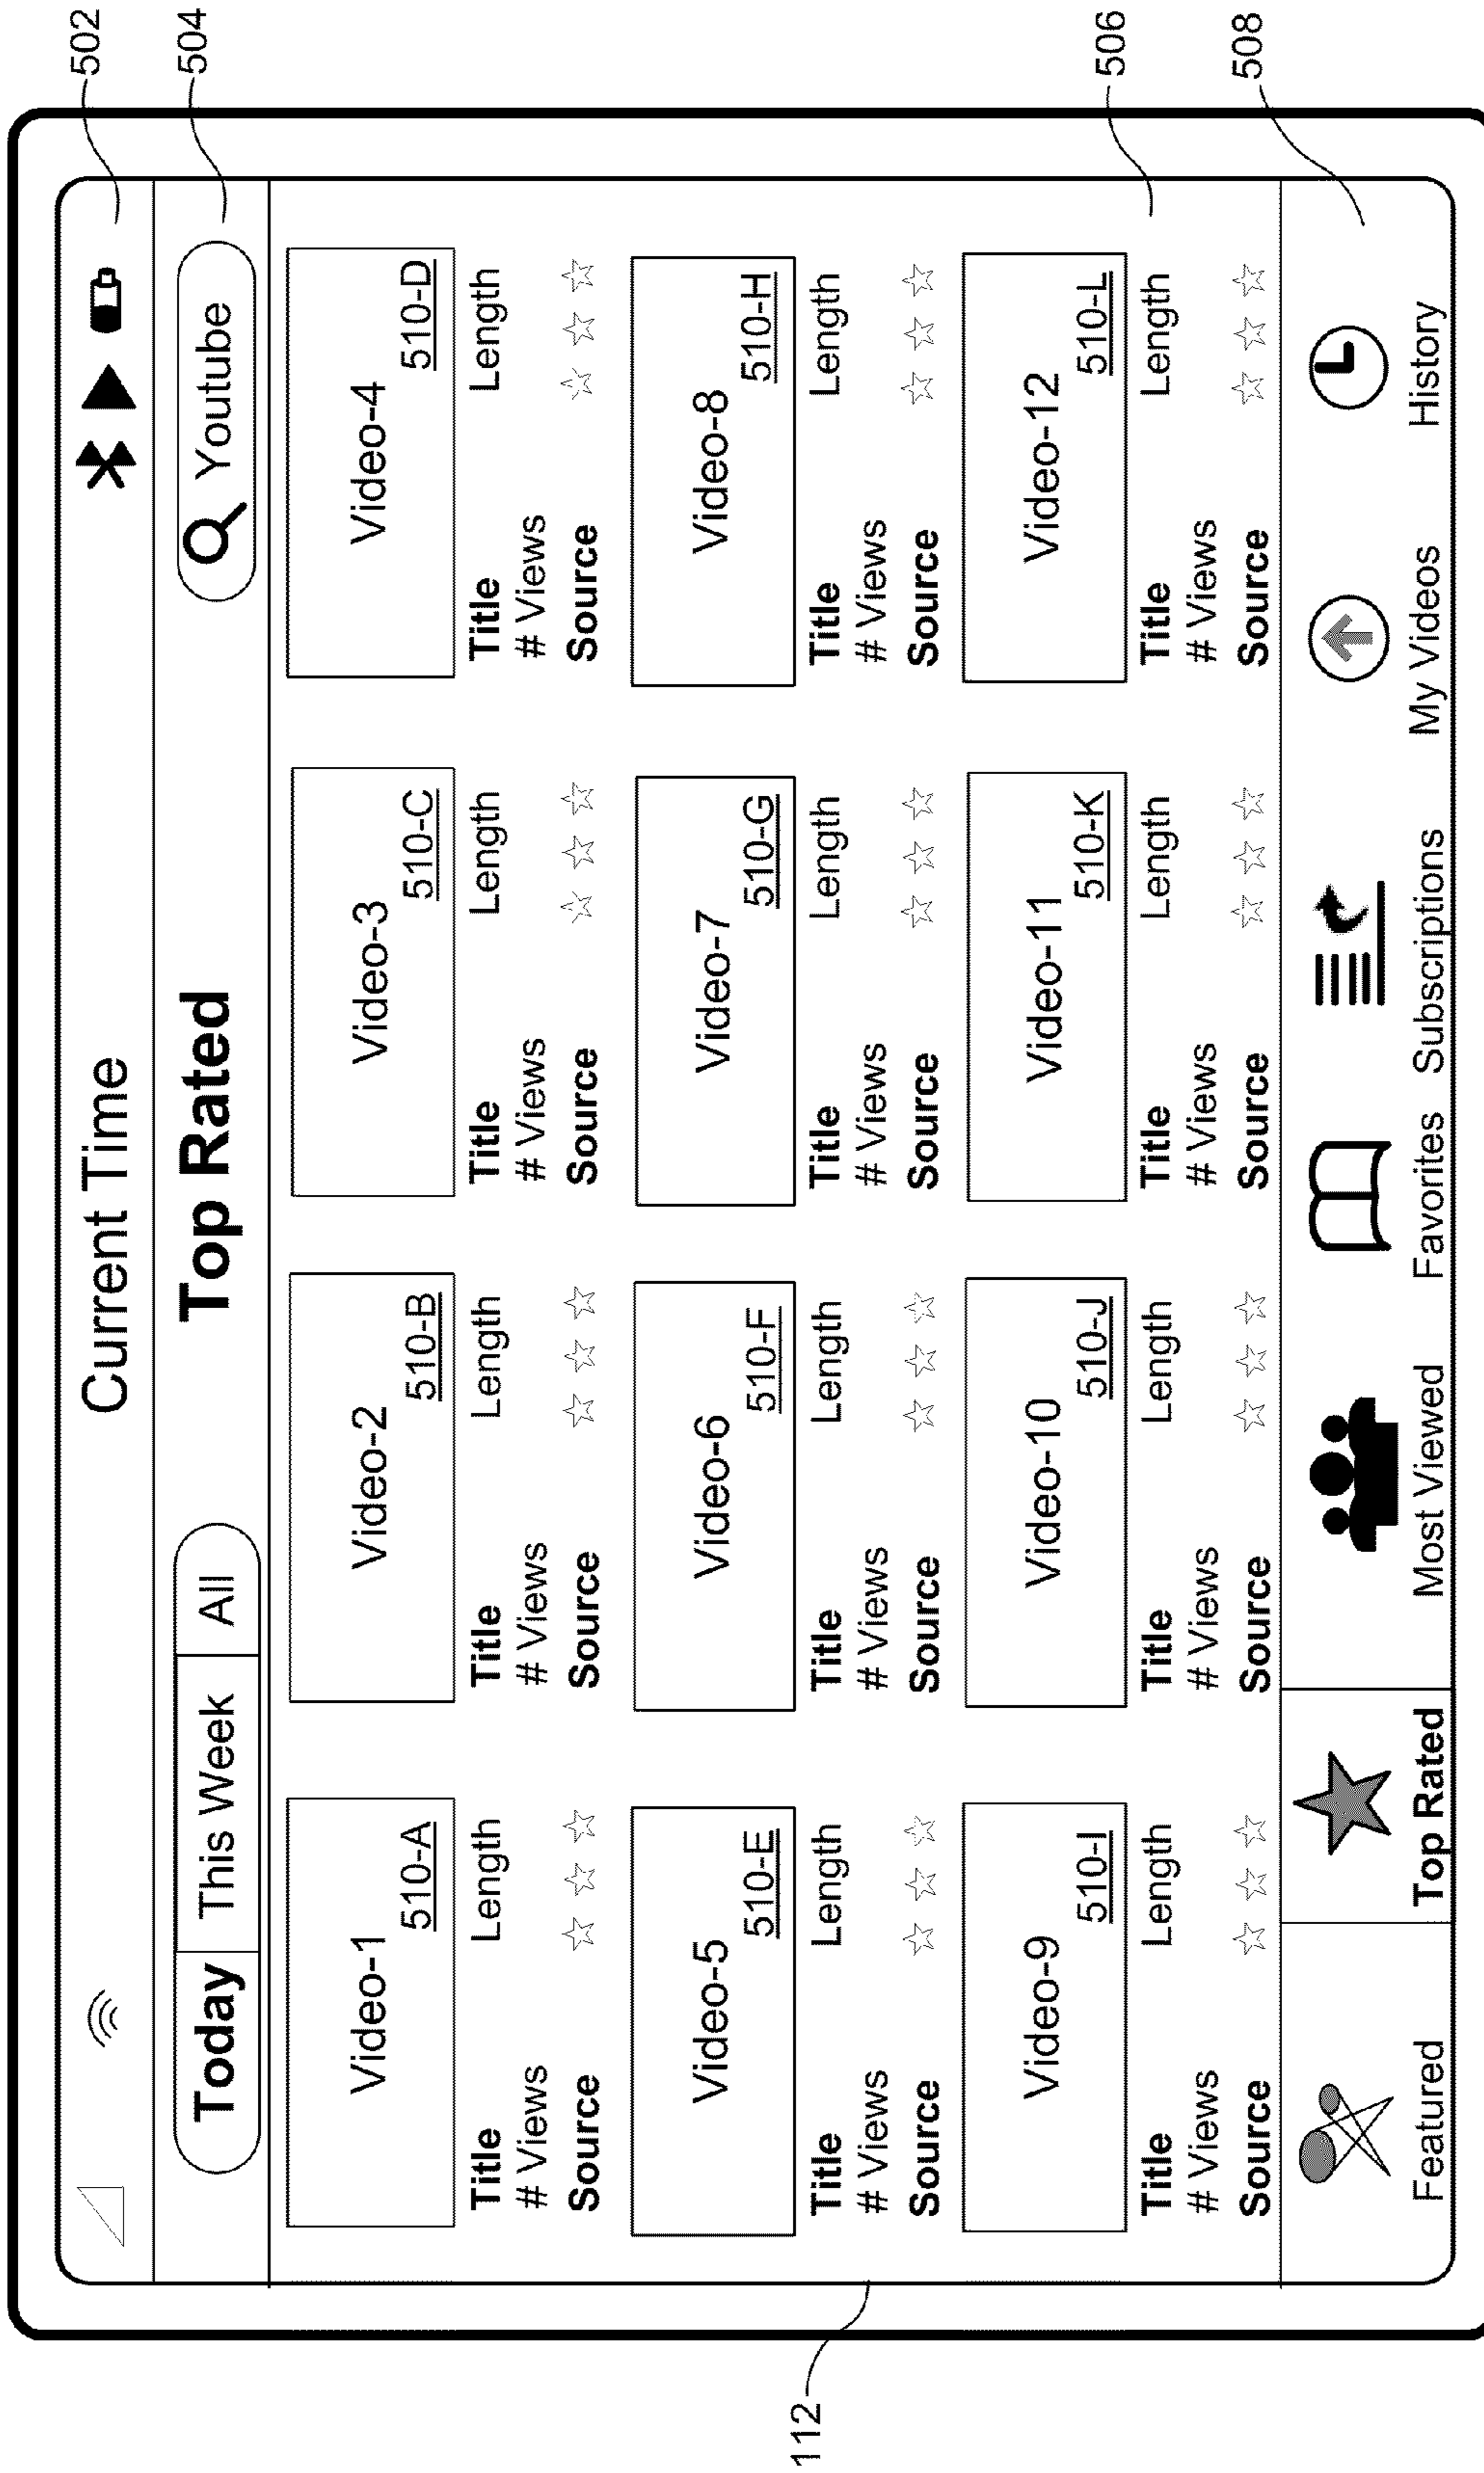 Current Time
502
Today This Week All
Top Rated
Youtube
504
Video-1
510-A
Video-2
510-B
Video-3
510-C
Video-4
510-D
Title Length Title Length Title Length Title Length
# Views # Views # Views # Views
Source Source Source Source
Video-5
510-E
Video-6
510-F
Video-7
510-G
Video-8
510-H
Title Length Title Length Title Length Title Length
# Views # Views # Views # Views
Source Source Source Source
112
Video-9
510-I
Video-10
510-J
Video-11
510-K
Video-12
510-L
Title Length Title Length Title Length Title Length
# Views # Views # Views # Views
Source Source Source Source
506
508
Featured Top Rated Most Viewed Favorites Subscriptions My Videos History